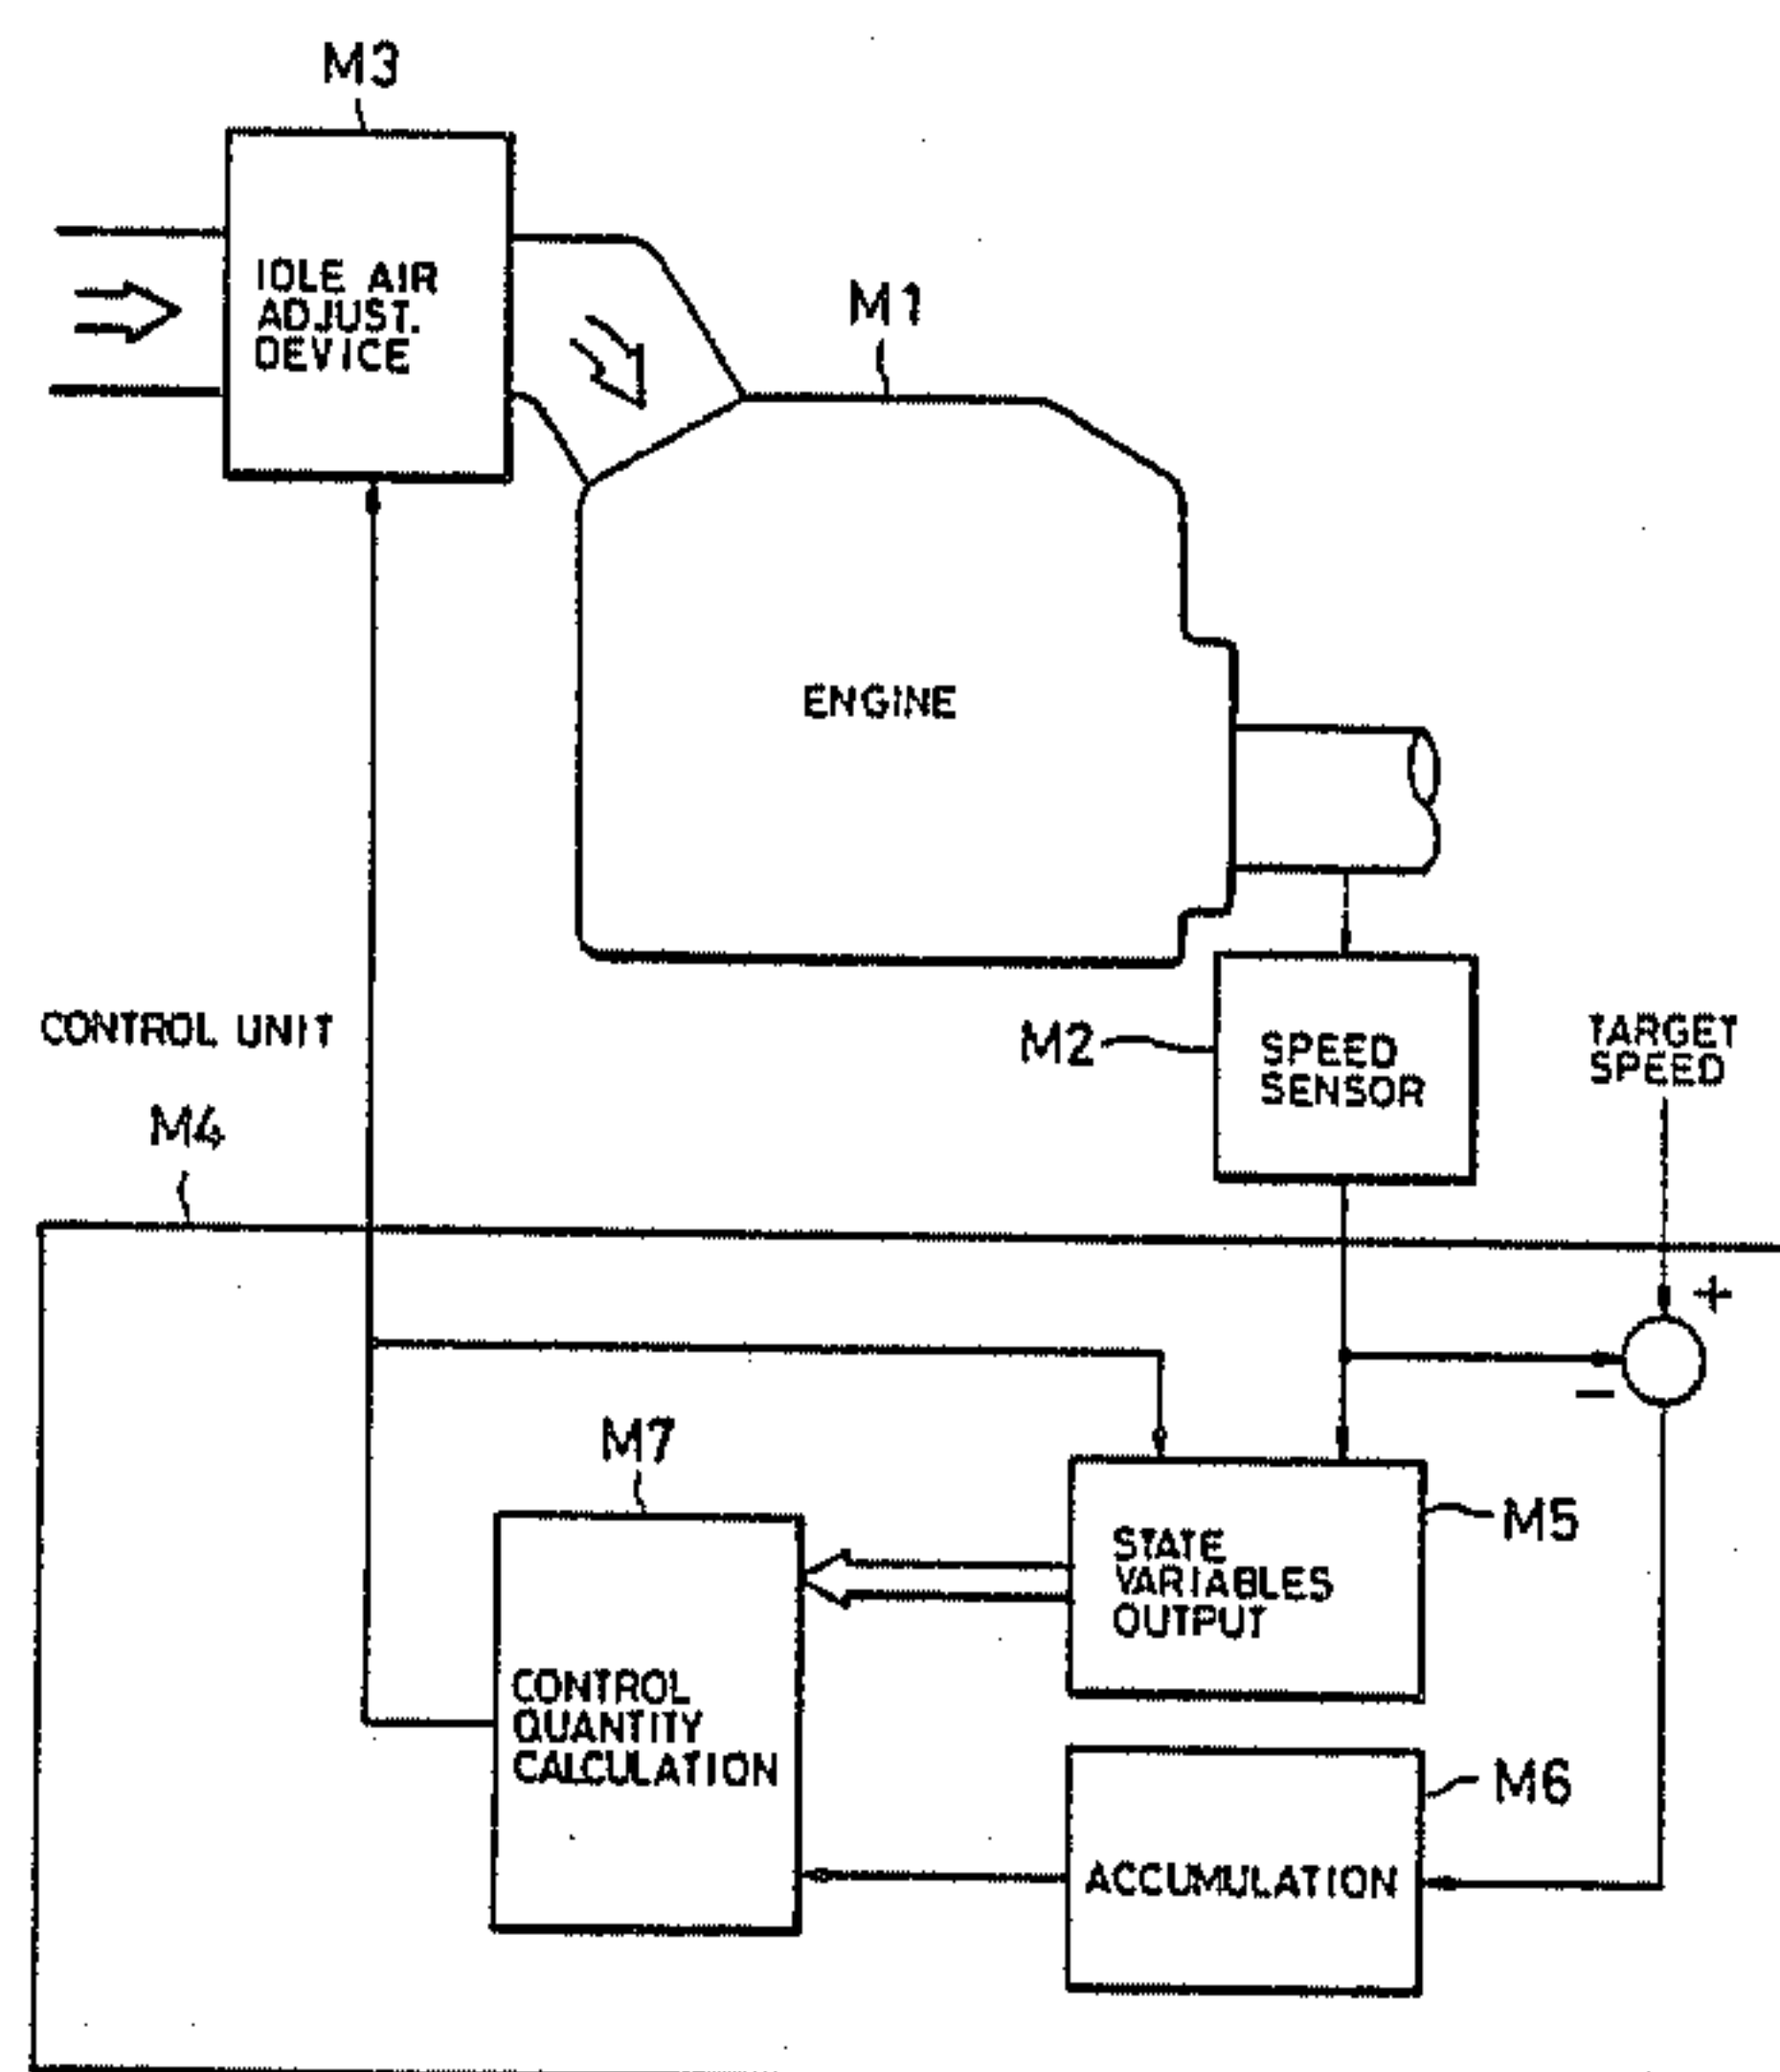 M3
IDLE AIR
ADJUST.
DEVICE
M1
ENGINE
CONTROL UNIT
M2
SPEED
SENSOR
TARGET
SPEED
M4
+
−
M7
M5
STATE
VARIABLES
OUTPUT
CONTROL
QUANTITY
CALCULATION
M6
ACCUMULATION